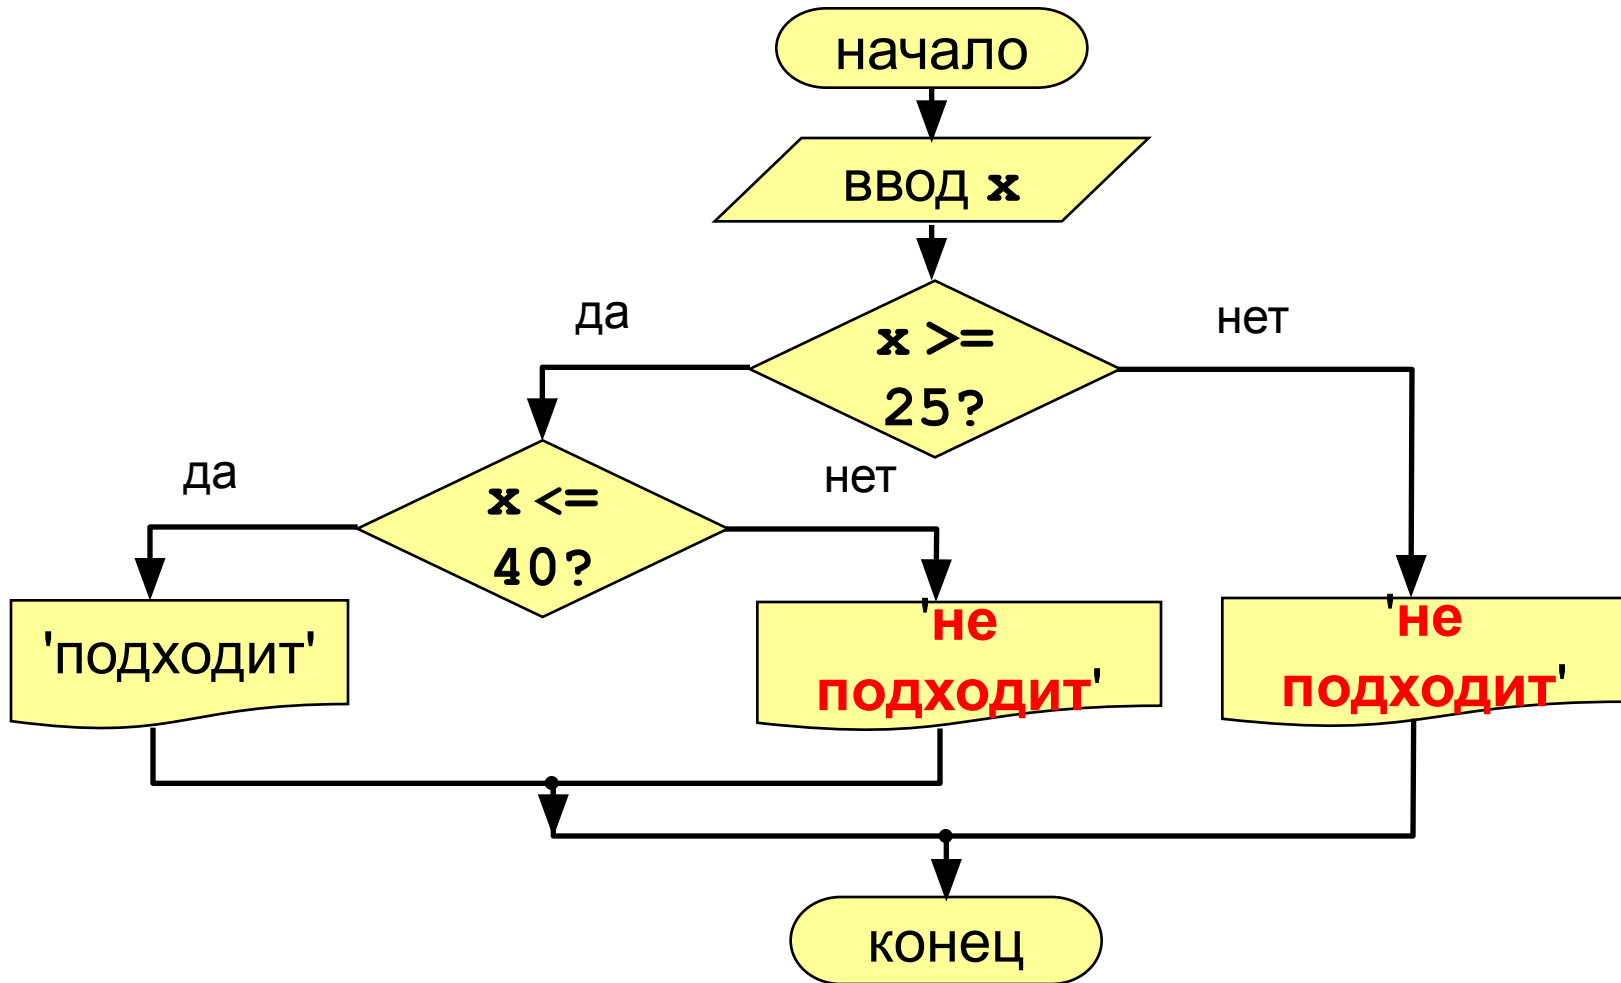 начало
ввод x
да
нет
x >=
25?
да
нет
x <=
40?
'подходит'
'не
подходит'
'не
подходит'
конец